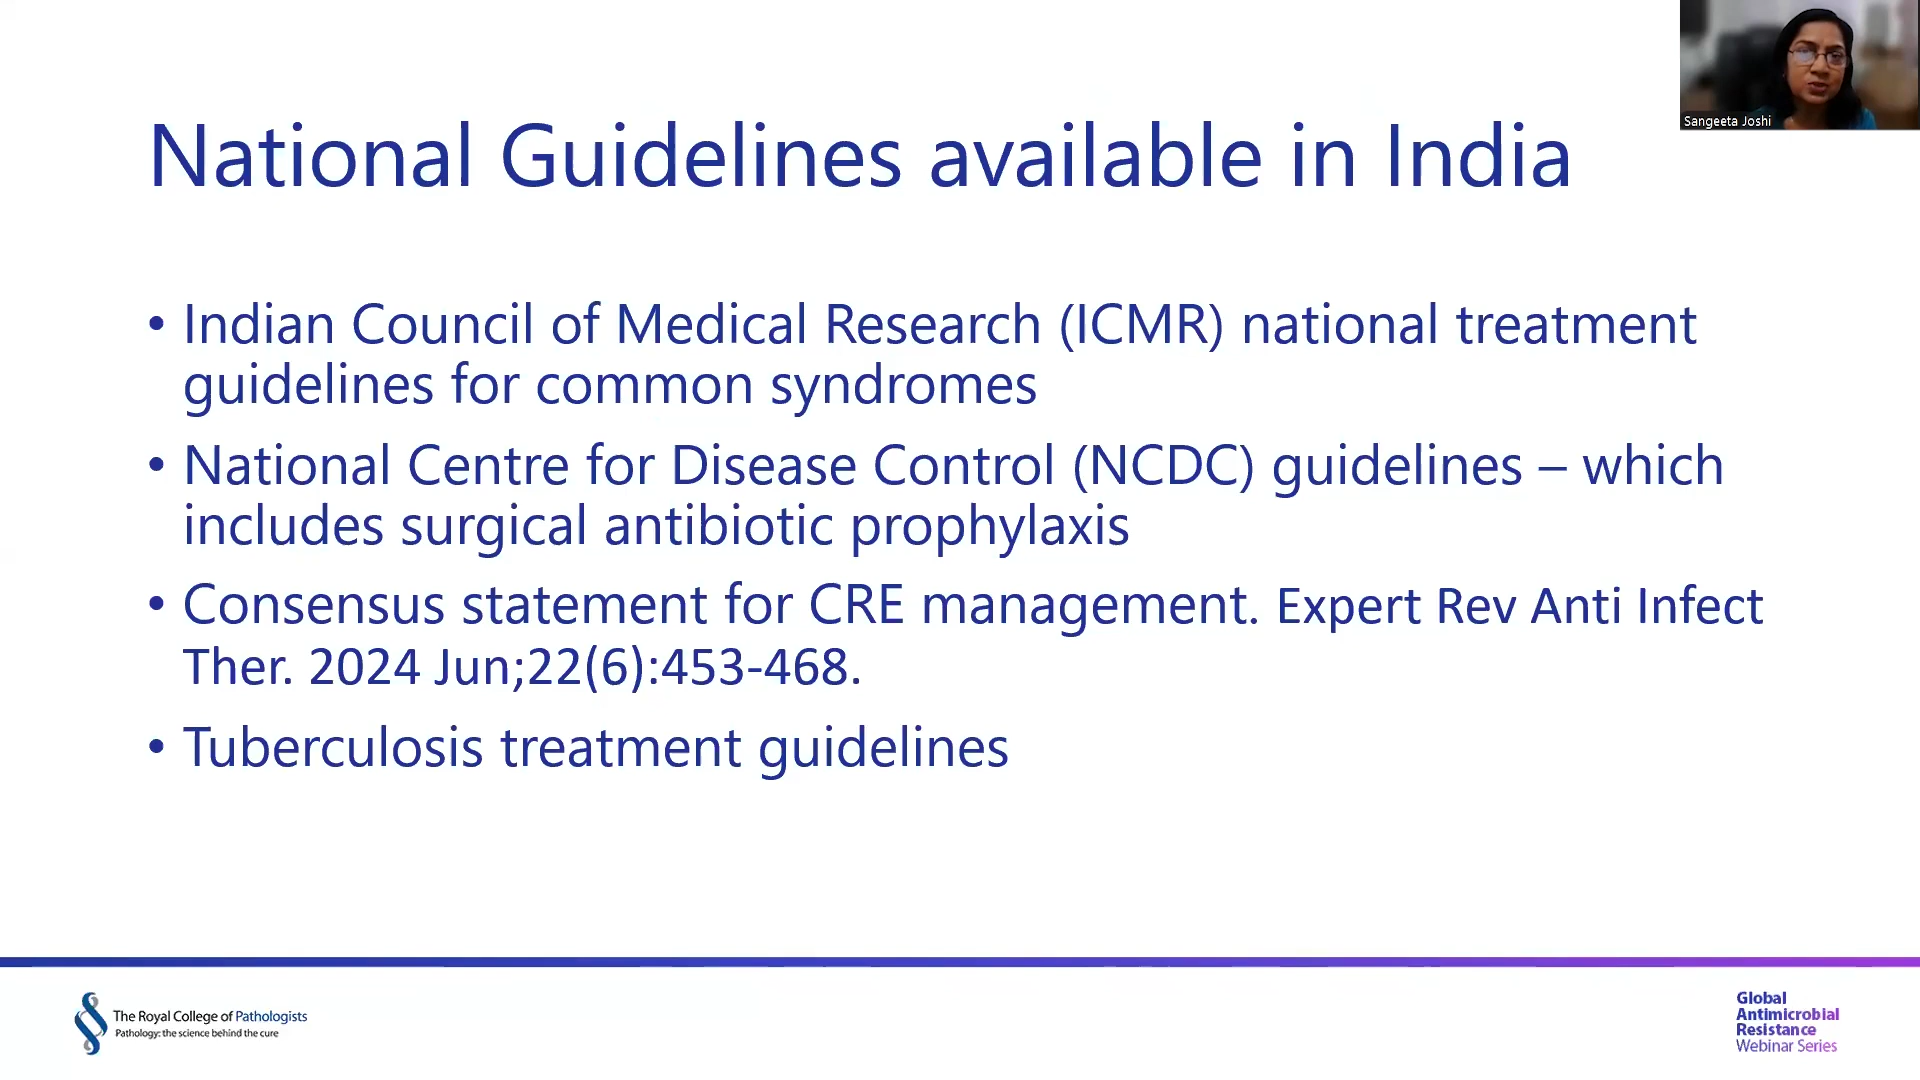 Sangeeta Joshi
National Guidelines available in India
• Indian Council of Medical Research (ICMR) national treatment
guidelines for common syndromes
• National Centre for Disease Control (NCDC) guidelines – which
includes surgical antibiotic prophylaxis
• Consensus statement for CRE management. Expert Rev Anti Infect
Ther. 2024 Jun;22(6):453-468.
• Tuberculosis treatment guidelines
The Royal College of Pathologists
Pathology: the science behind the cure
Global
Antimicrobial
Resistance
Webinar Series